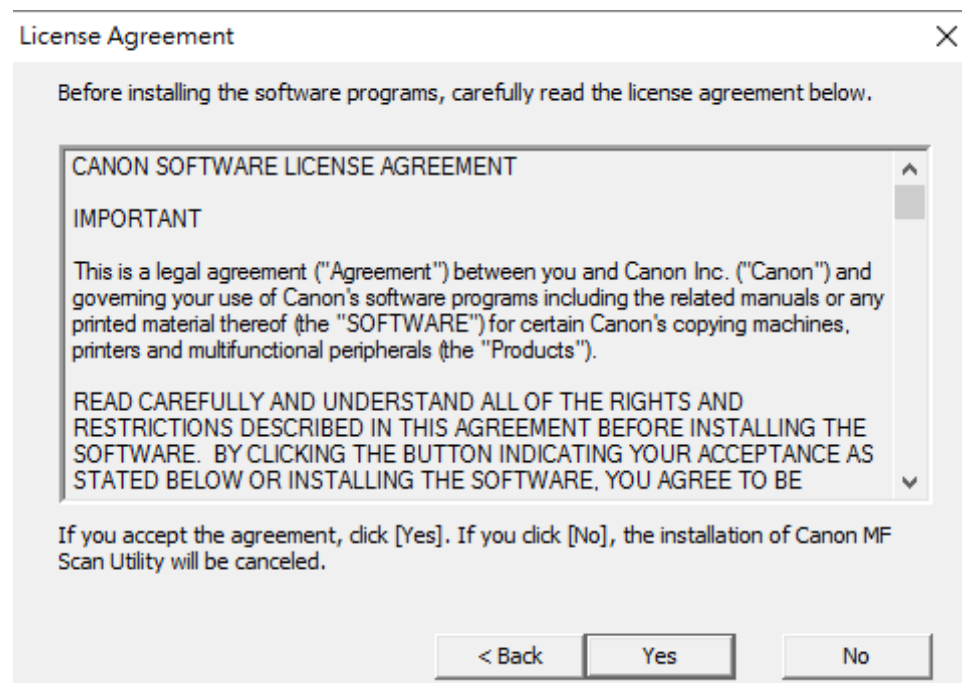 License Agreement
Before installing the software programs, carefully read the license agreement below.
CANON SOFTWARE LICENSE AGREEMENT
IMPORTANT
This is a legal agreement ("Agreement") between you and Canon Inc. ("Canon") and
governing your use of Canon's software programs including the related manuals or any
printed material thereof (the "SOFTWARE") for certain Canon's copying machines,
printers and multifunctional peripherals (the "Products").
READ CAREFULLY AND UNDERSTAND ALL OF THE RIGHTS AND
RESTRICTIONS DESCRIBED IN THIS AGREEMENT BEFORE INSTALLING THE
SOFTWARE.  BY CLICKING THE BUTTON INDICATING YOUR ACCEPTANCE AS
STATED BELOW OR INSTALLING THE SOFTWARE, YOU AGREE TO BE
If you accept the agreement, click [Yes]. If you click [No], the installation of Canon MF
Scan Utility will be canceled.
< Back Yes No